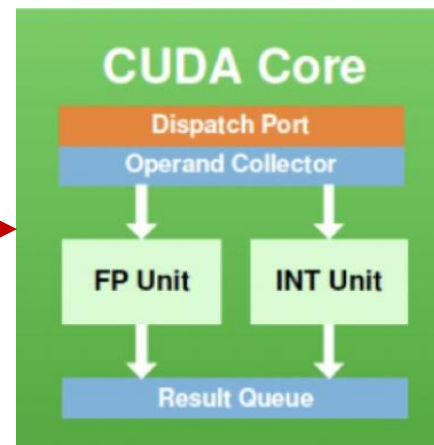 CUDA Core
Dispatch Port
Operand Collector
FP Unit INT Unit
Result Queue